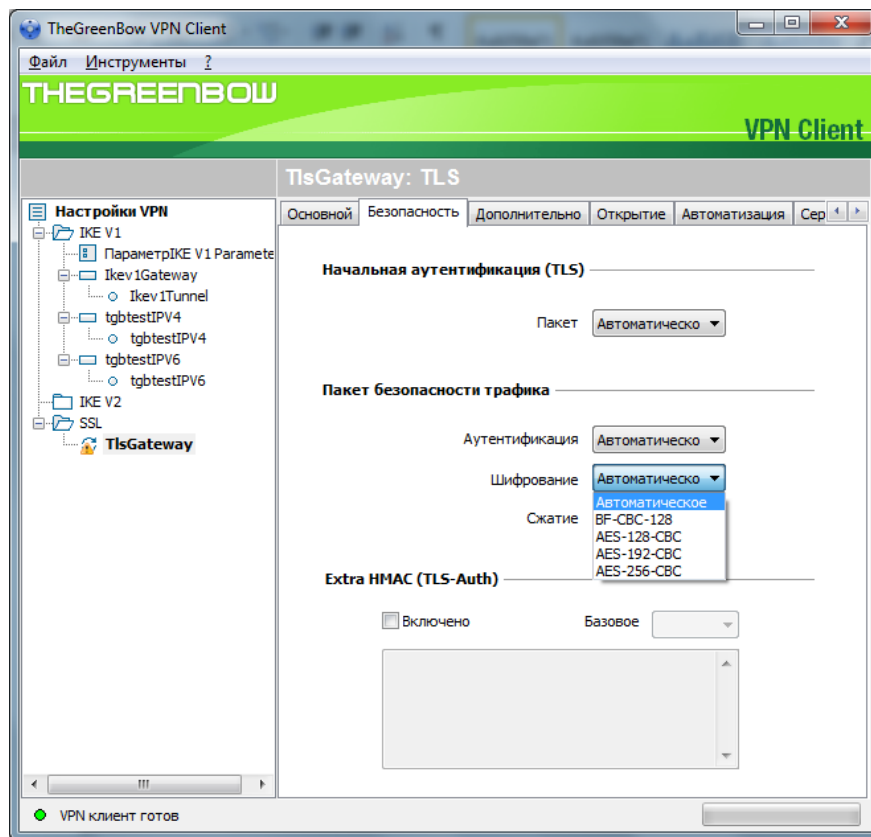 TheGreenBow VPN Client
Файл Инструменты ?
THEGREENBOW
VPN Client
TlsGateway: TLS
Настройки VPN
IKE V1
ПараметрIKE V1 Paramete
Ikev1Gateway
Ikev1Tunnel
tgbtestIPV4
tgbtestIPV4
tgbtestIPV6
tgbtestIPV6
IKE V2
SSL
TlsGateway
Основной Безопасность Дополнительно Открытие Автоматизация Сер
Начальная аутентификация (TLS)
Пакет Автоматическо
Пакет безопасности трафика
Аутентификация Автоматическо
Шифрование Автоматическо
Автоматическое
BF-CBC-128
AES-128-CBC
AES-192-CBC
AES-256-CBC
Сжатие
Extra HMAC (TLS-Auth)
Включено Базовое
VPN клиент готов